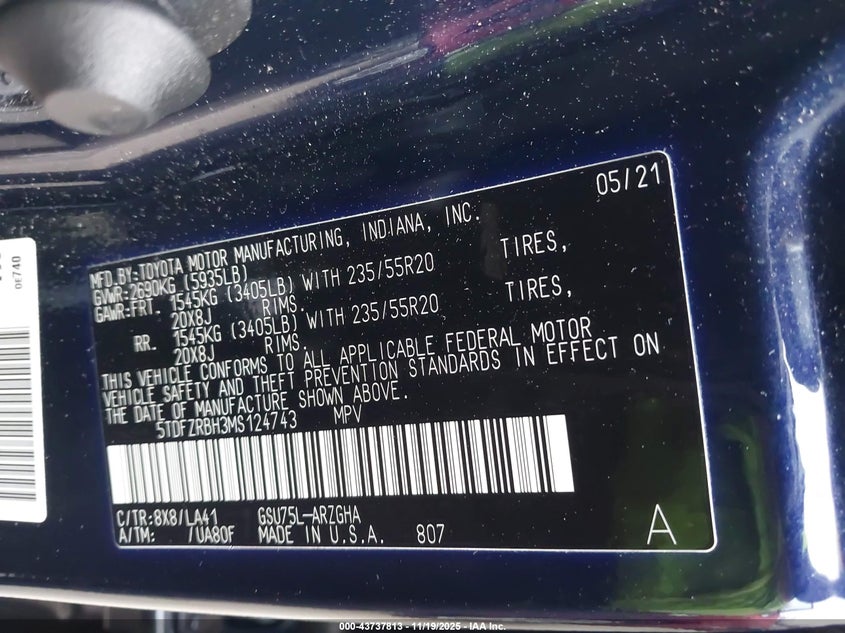 05/21
MFD.BY:TOYOTA MOTOR MANUFACTURING, INDIANA, INC.
GVWR:2690KG (5935LB)
GAWR:FRT. 1545KG (3405LB) WITH 235/55R20 TIRES,
20X8J RIMS.
RR. 1545KG (3405LB) WITH 235/55R20 TIRES,
20X8J RIMS.
THIS VEHICLE CONFORMS TO ALL APPLICABLE FEDERAL MOTOR
VEHICLE SAFETY AND THEFT PREVENTION STANDARDS IN EFFECT ON
THE DATE OF MANUFACTURE SHOWN ABOVE.
5TDFZRBH3MS124743 MPV
C/TR:8X8/LA41 GSU75L-ARZGHA
A/TM: /UA80F MADE IN U.S.A. 807
A
0E740
000-43737813 - 11/19/2025 - IAA Inc.